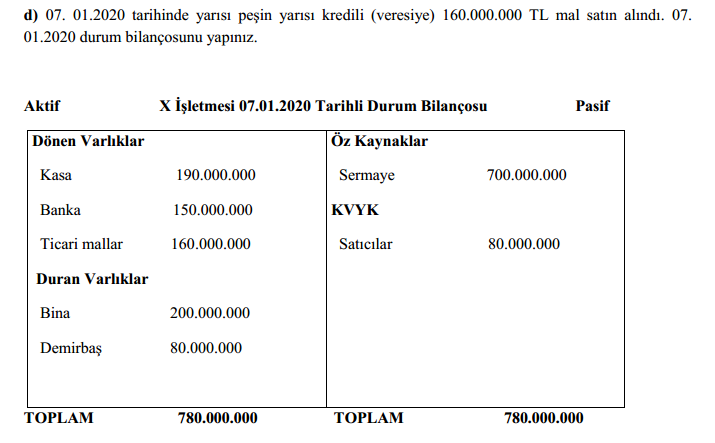 d) 07. 01.2020 tarihinde yarısı peşin yarısı kredili (veresiye) 160.000.000 TL mal satın alındı. 07.
01.2020 durum bilançosunu yapınız.
Aktif X İşletmesi 07.01.2020 Tarihli Durum Bilançosu Pasif
Dönen Varlıklar Öz Kaynaklar
Kasa 190.000.000 Sermaye 700.000.000
Banka 150.000.000 KVYK
Ticari mallar 160.000.000 Satıcılar 80.000.000
Duran Varlıklar
Bina 200.000.000
Demirbaş 80.000.000
TOPLAM 780.000.000 TOPLAM 780.000.000